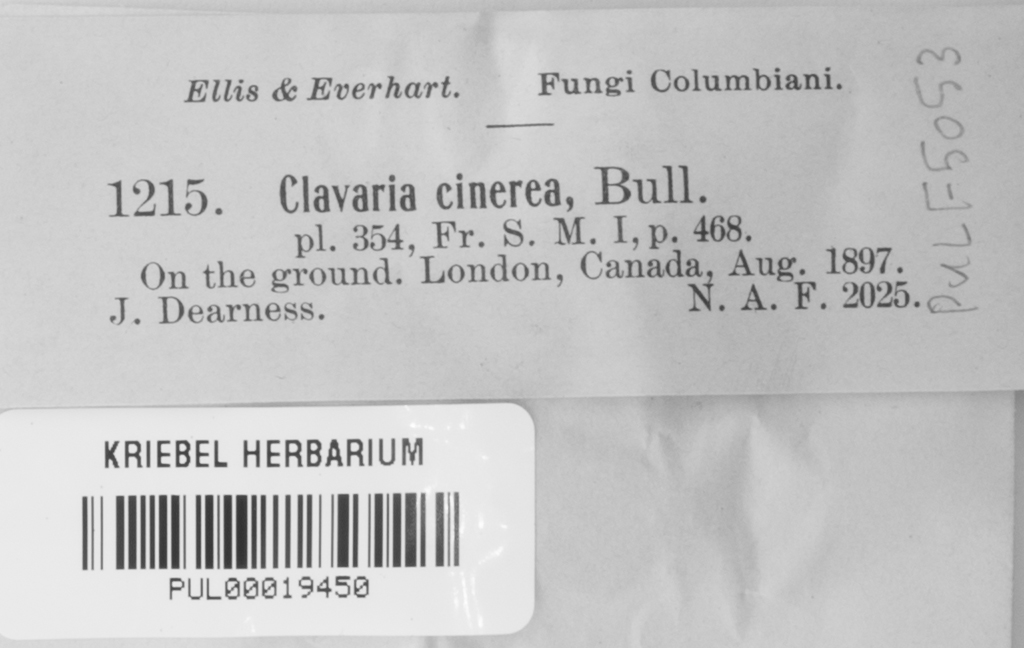 Ellis & Everhart. Fungi Columbiani.
1215. Clavaria cinerea, Bull.
pl. 354, Fr. S. M. I, p. 468.
On the ground. London, Canada, Aug. 1897.
J. Dearness. N. A. F. 2025.
PUL F5053
KRIEBEL HERBARIUM
PUL00019450